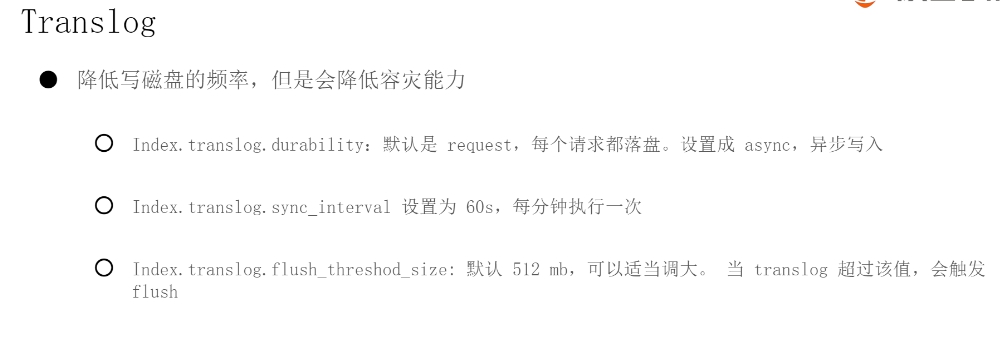 Translog
降低写磁盘的频率，但是会降低容灾能力
Index.translog.durability：默认是 request，每个请求都落盘。设置成 async，异步写入
Index.translog.sync_interval 设置为 60s，每分钟执行一次
Index.translog.flush_threshod_size: 默认 512 mb，可以适当调大。 当 translog 超过该值，会触发
flush